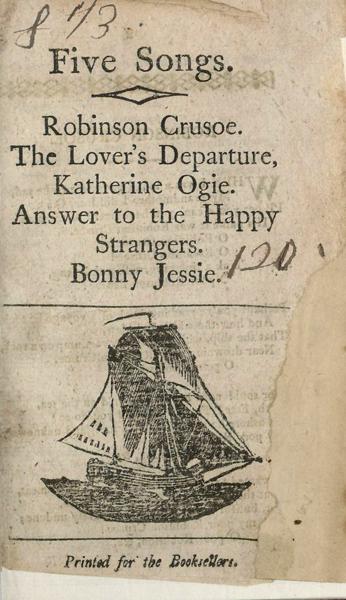 8 73
Five Songs.
Robinson Crusoe.
The Lover's Departure,
Katherine Ogie.
Answer to the Happy
Strangers.
Bonny Jessie.
120
Printed for the Booksellers.